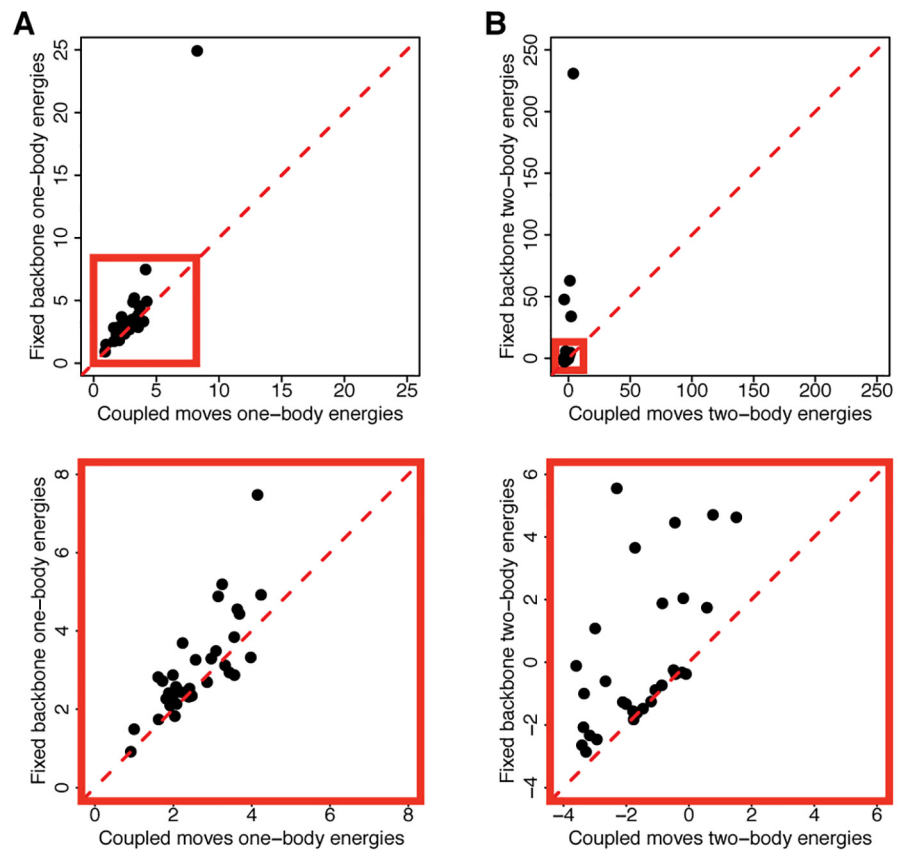 A
B
Fixed backbone one−body energies
25
20
15
10
5
0
0 5 10 15 20 25
Coupled moves one−body energies
Fixed backbone two−body energies
250
200
150
100
50
0
0 50 100 150 200 250
Coupled moves two−body energies
Fixed backbone one−body energies
8
6
4
2
0
0 2 4 6 8
Coupled moves one−body energies
Fixed backbone two−body energies
6
4
2
0
−2
−4
−4 −2 0 2 4 6
Coupled moves two−body energies